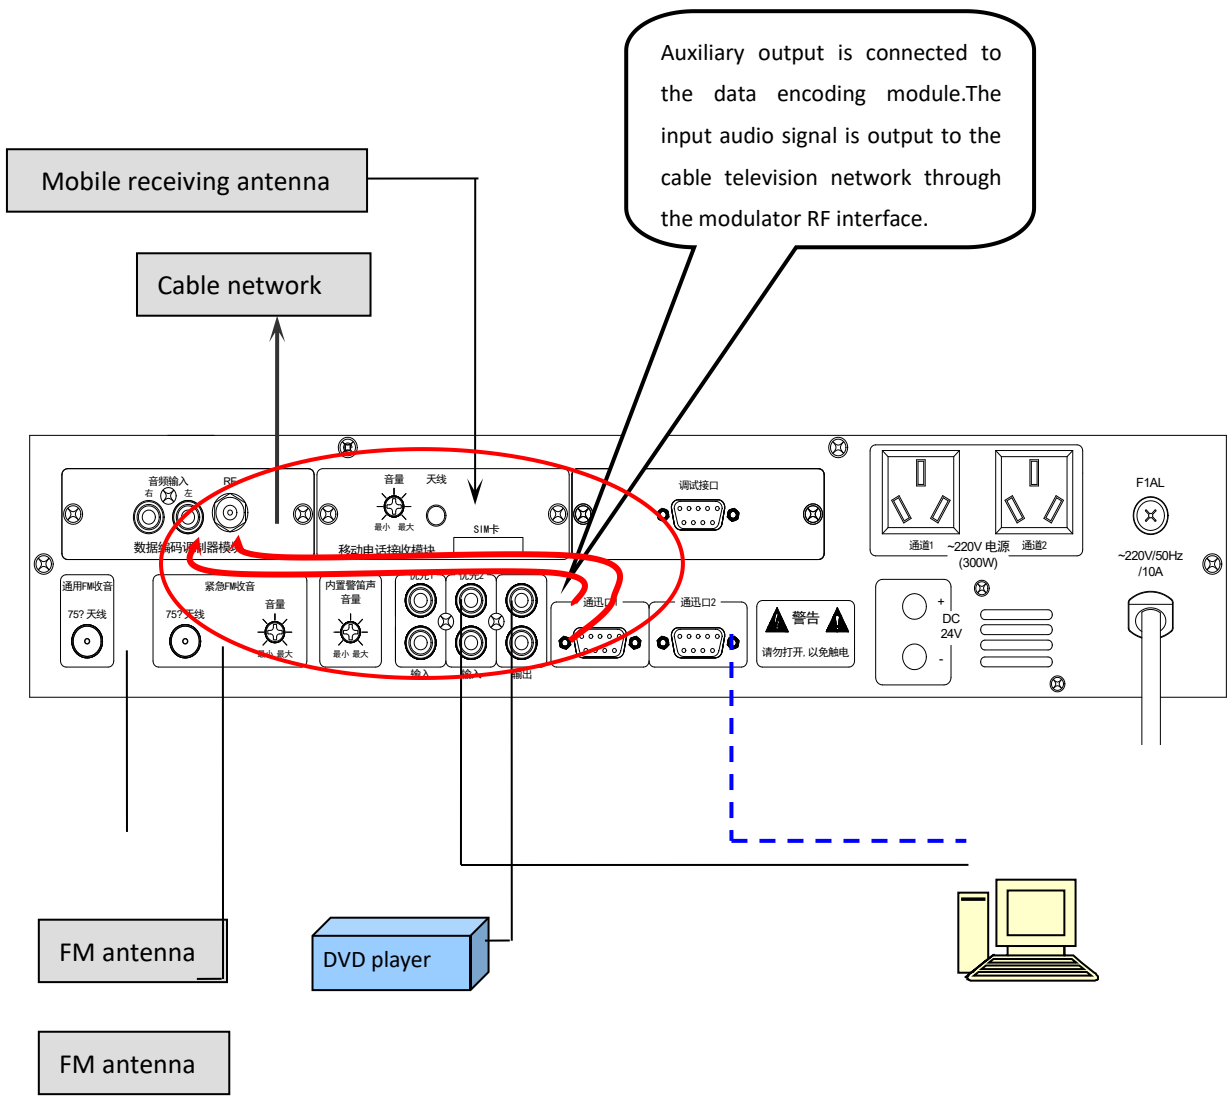 Auxiliary output is connected to
the data encoding module.The
input audio signal is output to the
cable television network through
the modulator RF interface.
Mobile receiving antenna
Cable network
音频输入
右 左
RF
数据编码调制器模块
音量 天线
最小 最大
SIM卡
移动电话接收模块
调试接口
通道1 ~220V 电源 通道2
(300W)
F1AL
~220V/50Hz
/10A
通用FM收音
75? 天线
紧急FM收音
75? 天线
音量
最小 最大
内置警笛声
音量
最小 最大
优先1
优先2
输入
输入
输出
通迅口1
通迅口2
警告
请勿打开, 以免触电
+
DC
24V
-
FM antenna
DVD player
FM antenna